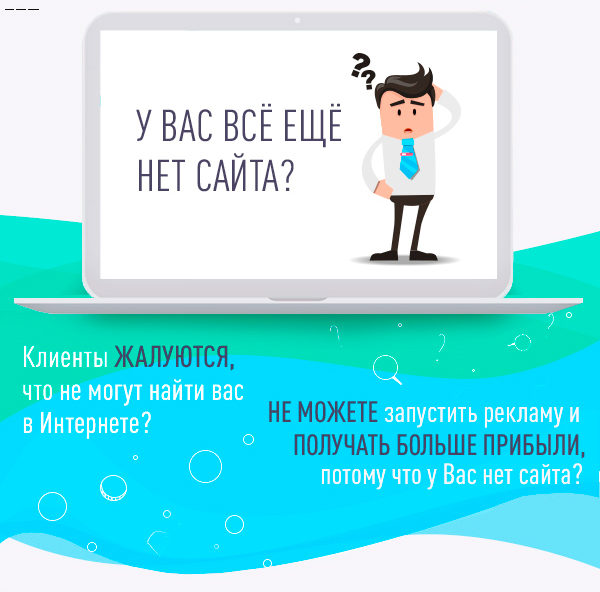 У ВАС ВСЁ ЕЩЁ
НЕТ САЙТА?
Клиенты ЖАЛУЮТСЯ,
что не могут найти вас
в Интернете?
НЕ МОЖЕТЕ запустить рекламу и
ПОЛУЧАТЬ БОЛЬШЕ ПРИБЫЛИ,
потому что у Вас нет сайта?